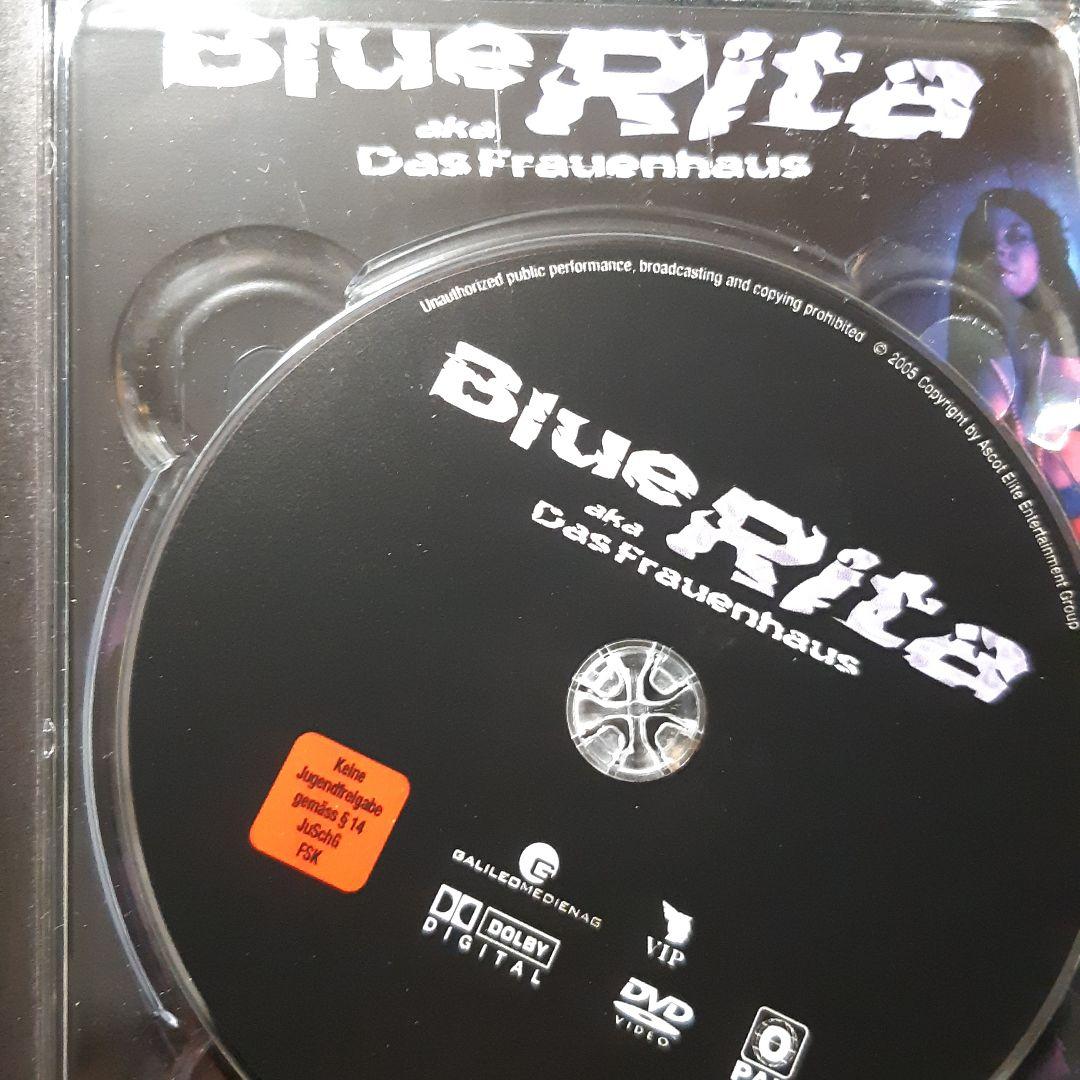 Blue Rita
aka
Das Frauenhaus
Unauthorized public performance, broadcasting and copying prohibited © 2005 Copyright by Ascot Elite Entertainment Group
Blue Rita
aka
Das Frauenhaus
Keine
Jugendfreigabe
gemäss § 14
JuSchG
FSK
GALILEOMEDIENAG
DOLBY
DIGITAL
VIP
DVD
VIDEO
0